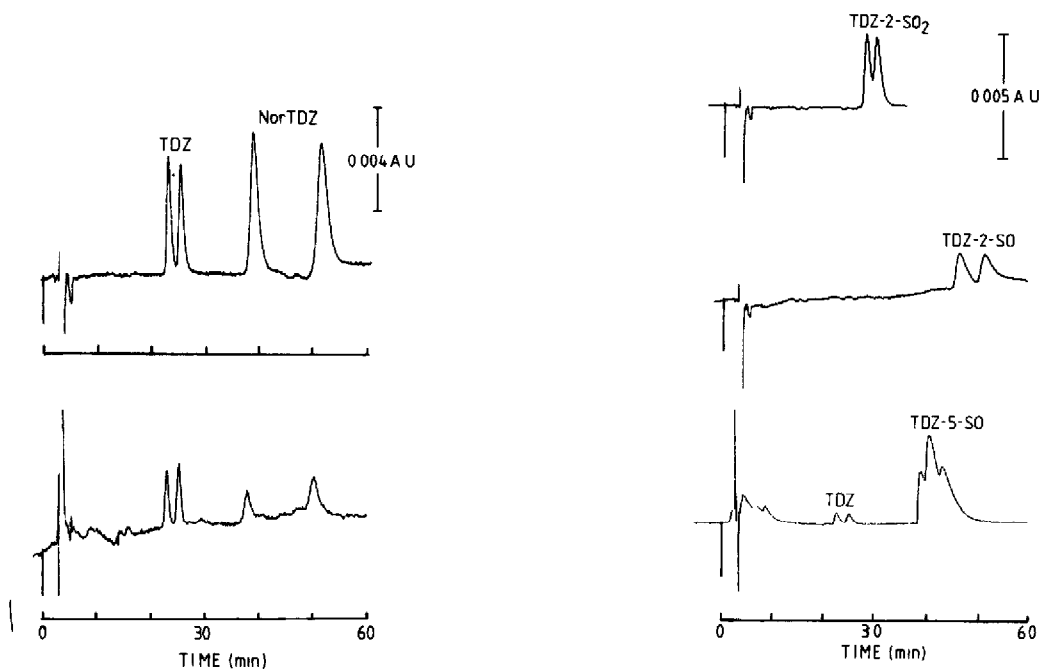 TDZ
NorTDZ
0 004 A U
0
30
60
TIME (min)
TDZ-2-SO2
0 005 A U
TDZ-2-SO
TDZ-5-SO
TDZ
0
30
60
TIME (min)